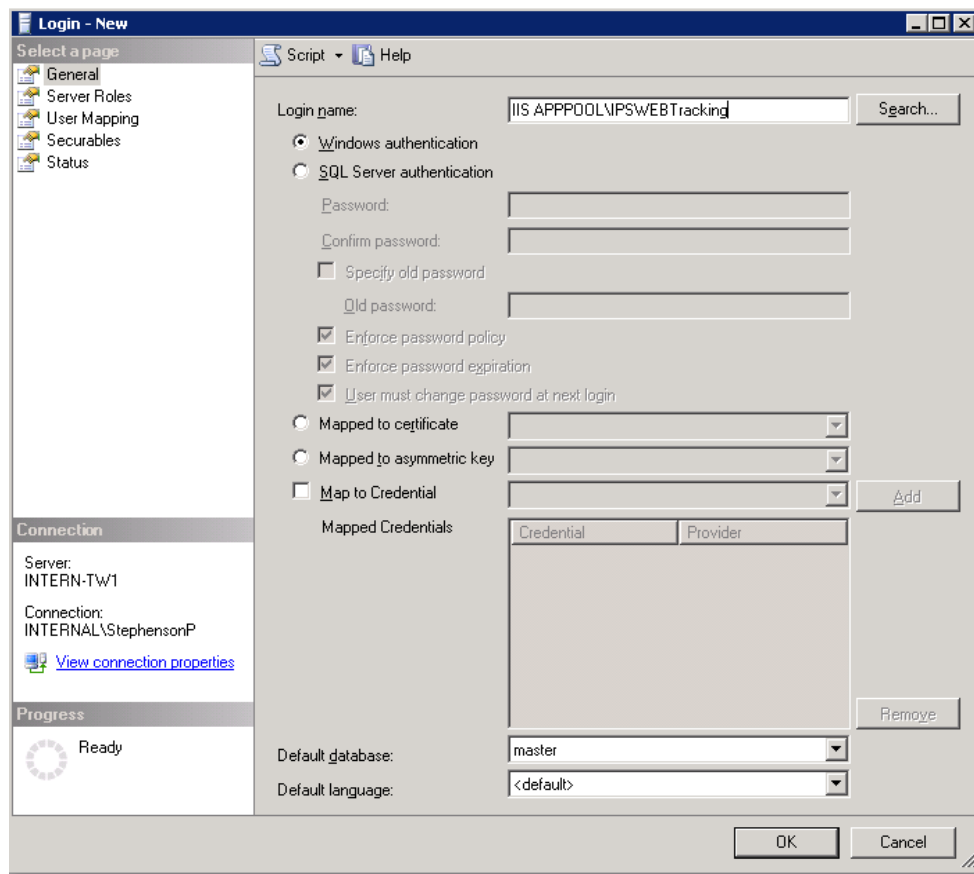 Login - New
Select a page
General
Server Roles
User Mapping
Securables
Status
Script Help
Login name: IIS APPPOOL\IPSWEBTracking Search...
Windows authentication
SQL Server authentication
Password:
Confirm password:
Specify old password
Old password:
Enforce password policy
Enforce password expiration
User must change password at next login
Mapped to certificate
Mapped to asymmetric key
Map to Credential Add
Mapped Credentials Credential Provider
Remove
Default database: master
Default language: <default>
Connection
Server:
INTERN-TW1
Connection:
INTERNAL\StephensonP
View connection properties
Progress
Ready
OK Cancel